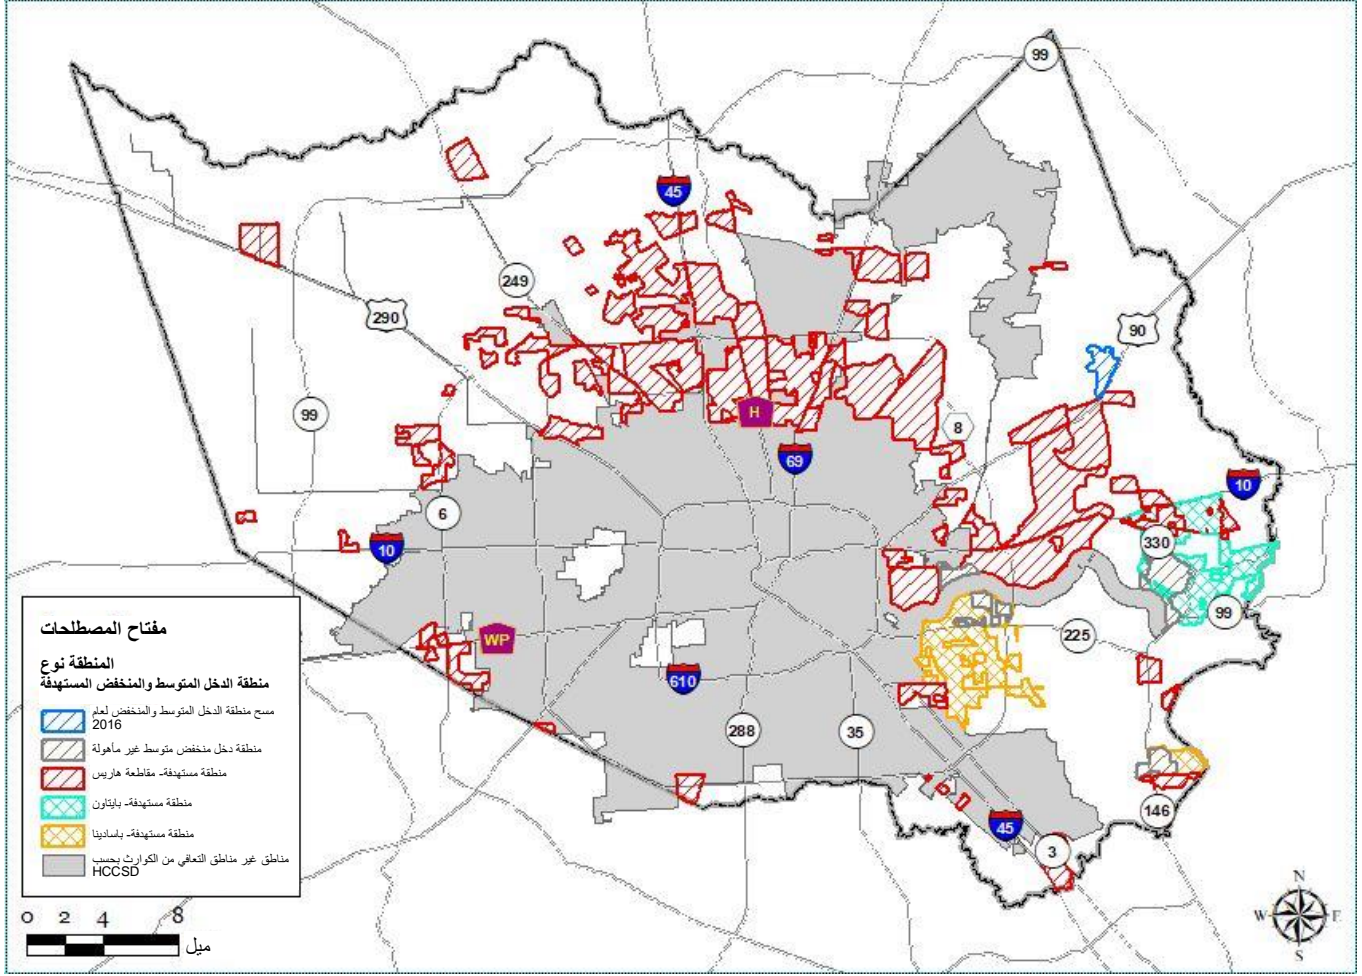 99
45
249
290
90
99
H
8
69
10
6
330
10
99
WP
225
610
288
35
146
45
3
مفتاح المصطلحات
المنطقة نوع
منطقة الدخل المتوسط والمنخفض المستهدفة
مسح منطقة الدخل المتوسط والمنخفض لعام
2016
منطقة دخل منخفض متوسط غير مأهولة
منطقة مستهدفة- مقاطعة هاريس
منطقة مستهدفة- بايتاون
منطقة مستهدفة- باسادينا
مناطق غير مناطق التعافي من الكوارث بحسب
HCCSD
0 2 4 8
ميل
N
W E
S